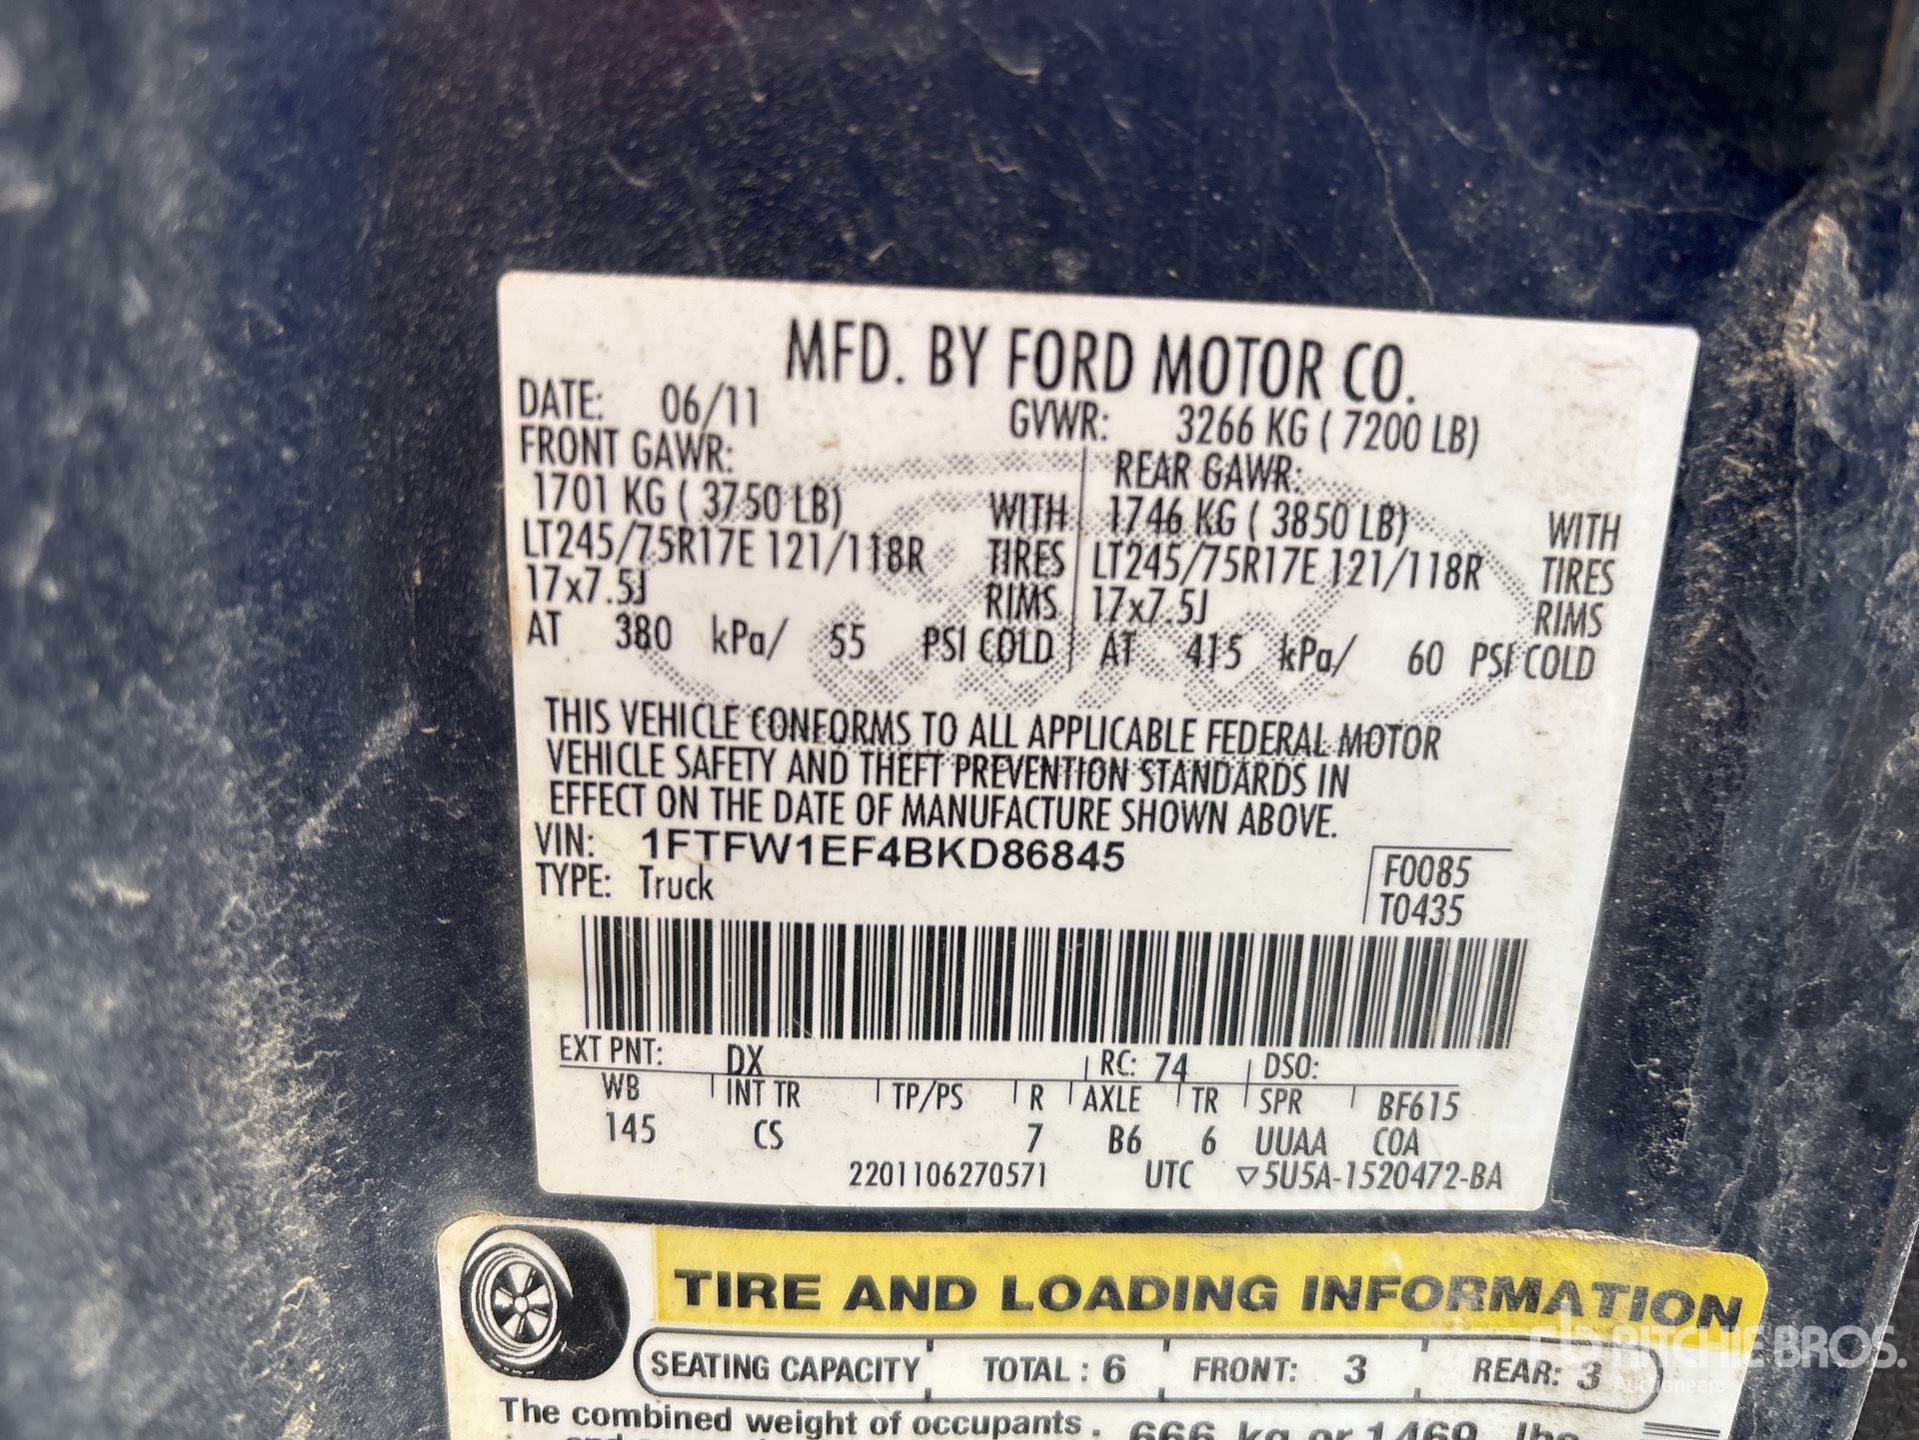 MFD. BY FORD MOTOR CO.
DATE: 06/11 GVWR: 3266 KG ( 7200 LB)
FRONT GAWR: REAR GAWR:
1701 KG ( 3750 LB) WITH 1746 KG ( 3850 LB) WITH
LT245/75R17E 121/118R TIRES LT245/75R17E 121/118R TIRES
17x7.5J RIMS 17x7.5J RIMS
AT 380 kPa/ 55 PSI COLD AT 415 kPa/ 60 PSI COLD
THIS VEHICLE CONFORMS TO ALL APPLICABLE FEDERAL MOTOR
VEHICLE SAFETY AND THEFT PREVENTION STANDARDS IN
EFFECT ON THE DATE OF MANUFACTURE SHOWN ABOVE.
VIN: 1FTFW1EF4BKD86845
TYPE: Truck
F0085
T0435
EXT PNT: DX RC: 74 DSO:
WB INT TR TP/PS R AXLE TR SPR BF615
145 CS 7 B6 6 UUAA COA
2201106270571 UTC ▽5U5A-1520472-BA
TIRE AND LOADING INFORMATION
SEATING CAPACITY TOTAL : 6 FRONT: 3 REAR: 3
The combined weight of occupants 666 kg or 1469 lbs
RITCHIE BROS.
Auctioneers